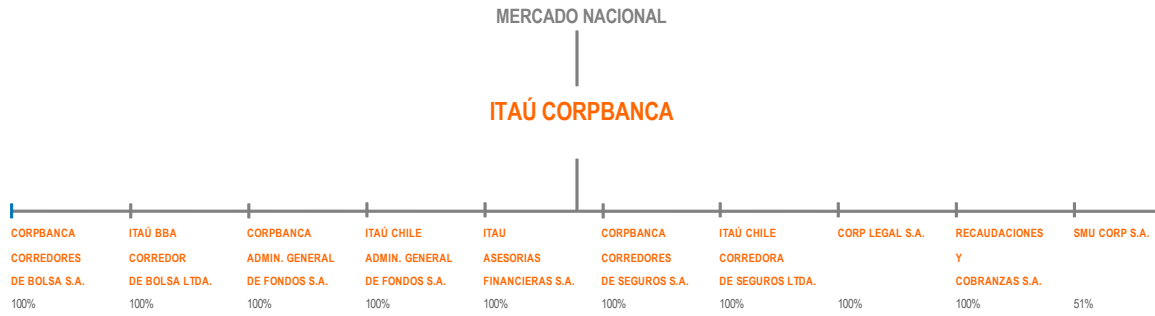 MERCADO NACIONAL
ITAÚ CORPBANCA
CORPBANCA
CORREDORES
DE BOLSA S.A.
100%
ITAÚ BBA
CORREDOR
DE BOLSA LTDA.
100%
CORPBANCA
ADMIN. GENERAL
DE FONDOS S.A.
100%
ITAÚ CHILE
ADMIN. GENERAL
DE FONDOS S.A.
100%
ITAU
ASESORIAS
FINANCIERAS S.A.
100%
CORPBANCA
CORREDORES
DE SEGUROS S.A.
100%
ITAÚ CHILE
CORREDORA
DE SEGUROS LTDA.
100%
CORP LEGAL S.A.
100%
RECAUDACIONES
Y
COBRANZAS S.A.
100%
SMU CORP S.A.
51%